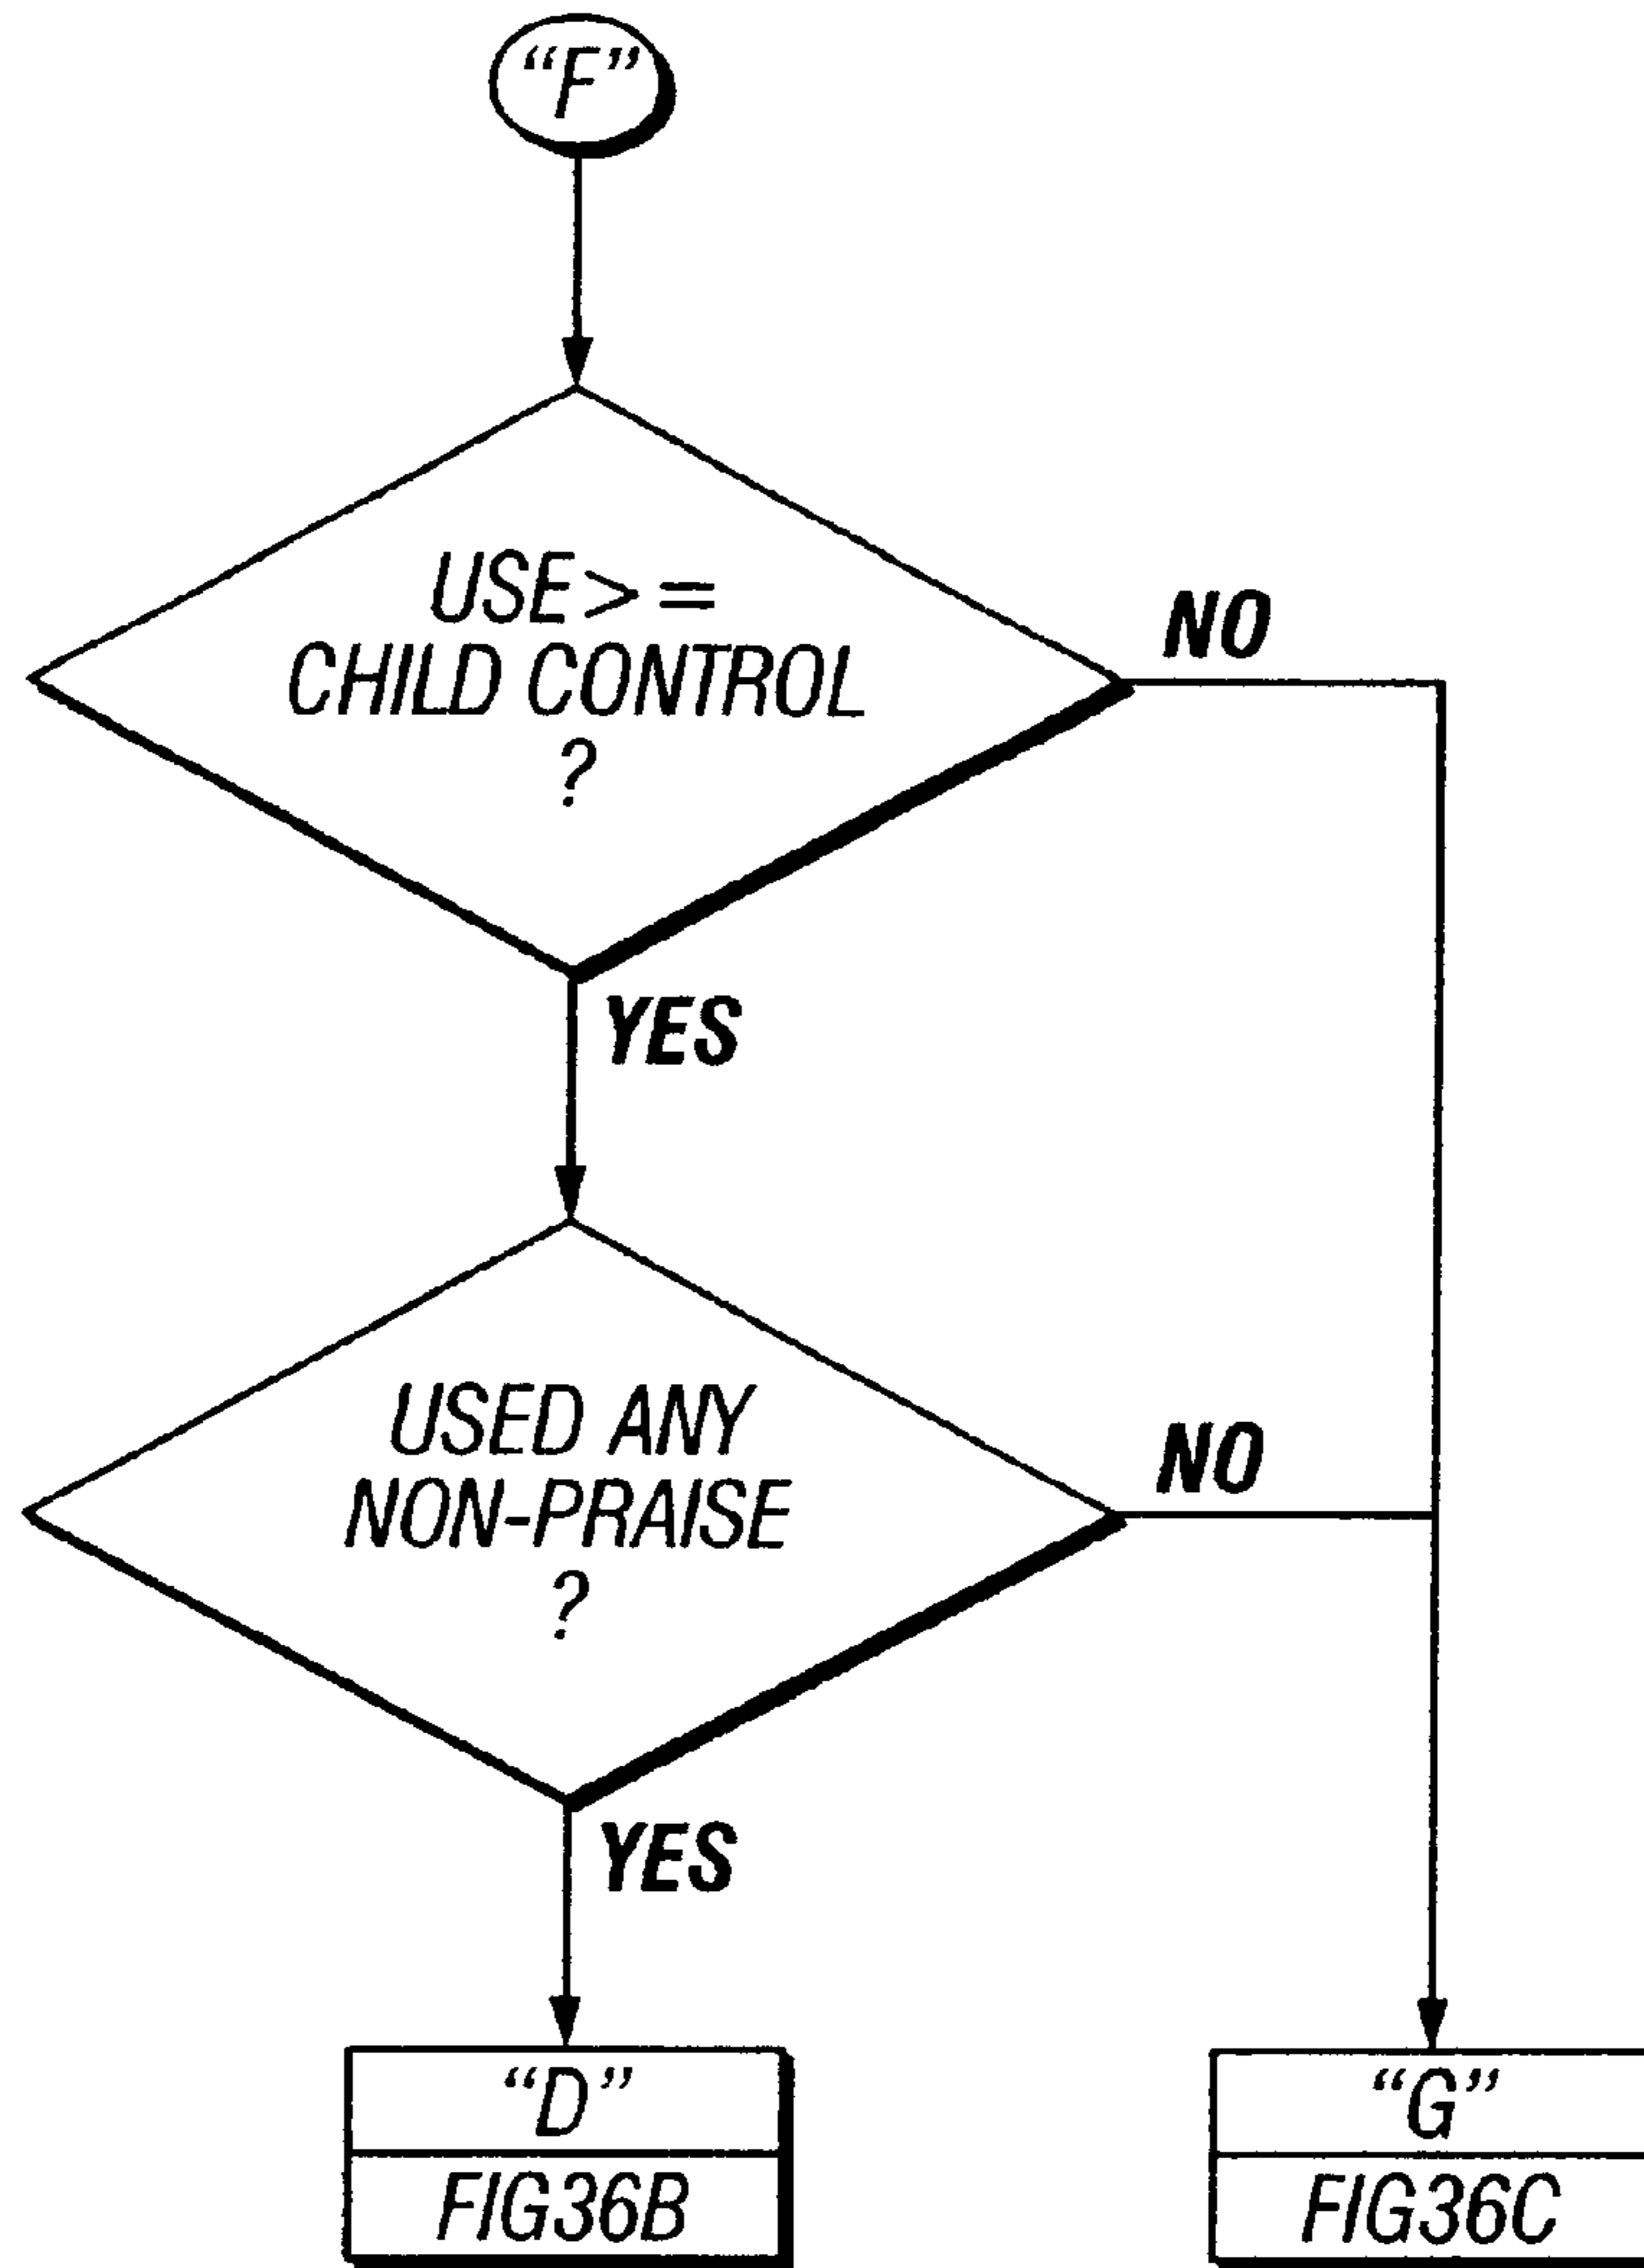 “F”
USE>=
CHILD CONTROL
?
NO
YES
USED ANY
NON-PRAISE
?
NO
YES
“D”
FIG36B
“G”
FIG36C